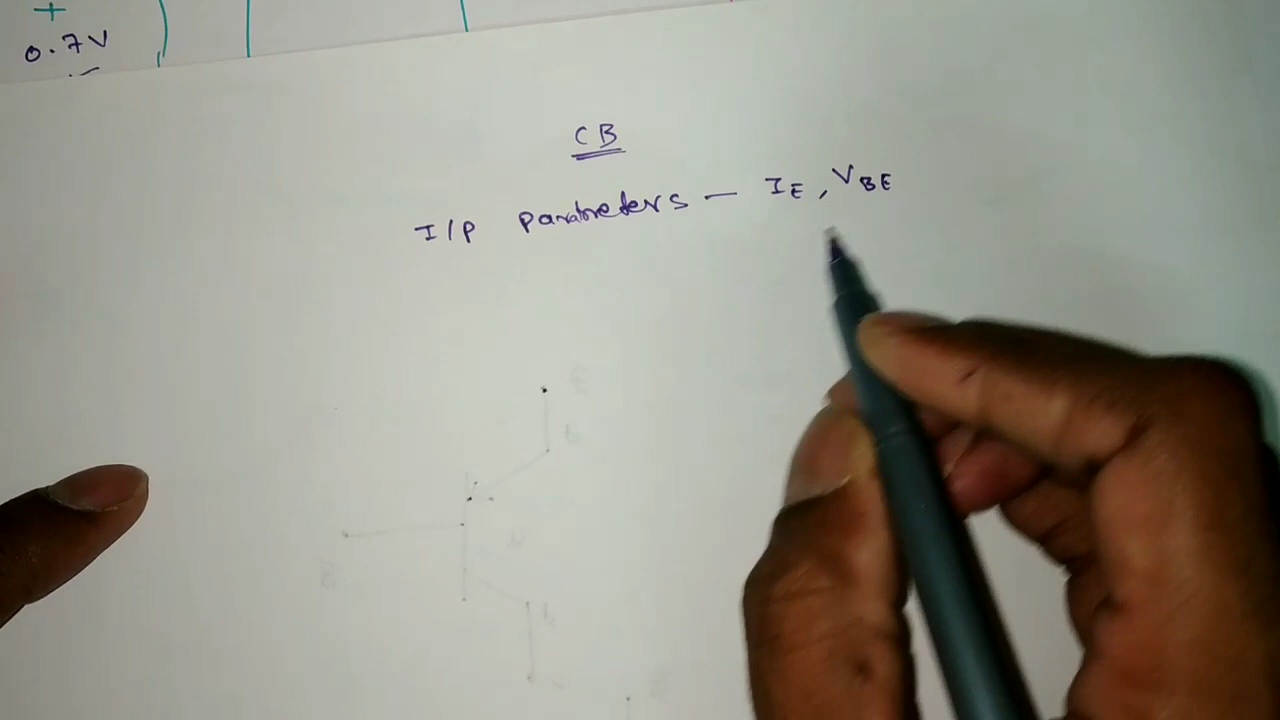 +
0.7V
CB
I/P parameters — IE, VBE